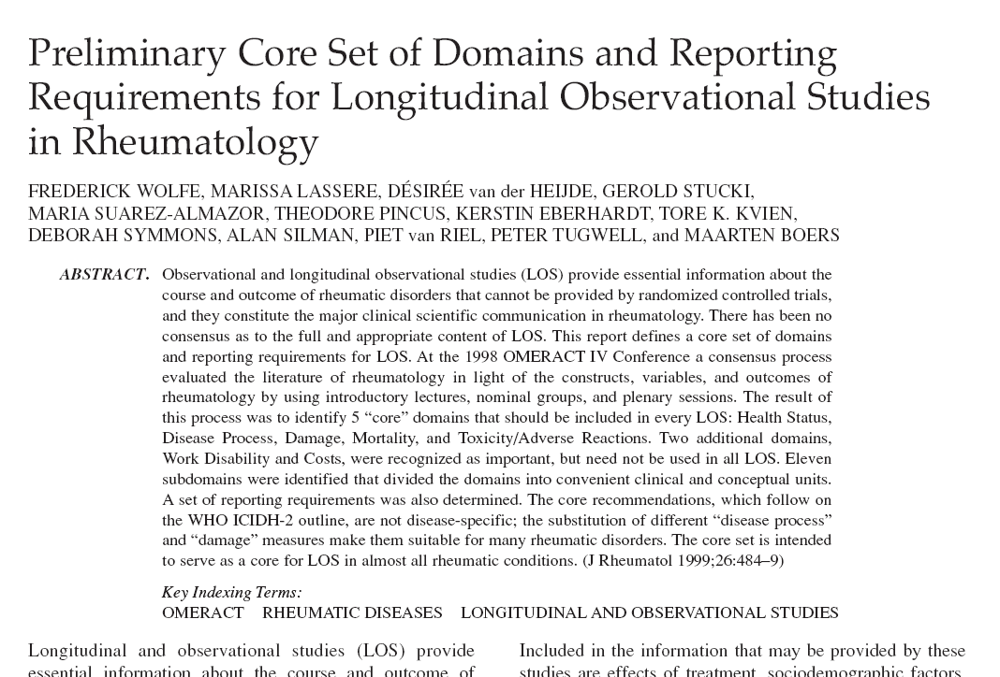 Preliminary Core Set of Domains and Reporting
Requirements for Longitudinal Observational Studies
in Rheumatology
FREDERICK WOLFE, MARISSA LASSERE, DÉSIRÉE van der HEIJDE, GEROLD STUCKI,
MARIA SUAREZ-ALMAZOR, THEODORE PINCUS, KERSTIN EBERHARDT, TORE K. KVIEN,
DEBORAH SYMMONS, ALAN SILMAN, PIET van RIEL, PETER TUGWELL, and MAARTEN BOERS
ABSTRACT. Observational and longitudinal observational studies (LOS) provide essential information about the
course and outcome of rheumatic disorders that cannot be provided by randomized controlled trials,
and they constitute the major clinical scientific communication in rheumatology. There has been no
consensus as to the full and appropriate content of LOS. This report defines a core set of domains
and reporting requirements for LOS. At the 1998 OMERACT IV Conference a consensus process
evaluated the literature of rheumatology in light of the constructs, variables, and outcomes of
rheumatology by using introductory lectures, nominal groups, and plenary sessions. The result of
this process was to identify 5 “core” domains that should be included in every LOS: Health Status,
Disease Process, Damage, Mortality, and Toxicity/Adverse Reactions. Two additional domains,
Work Disability and Costs, were recognized as important, but need not be used in all LOS. Eleven
subdomains were identified that divided the domains into convenient clinical and conceptual units.
A set of reporting requirements was also determined. The core recommendations, which follow on
the WHO ICIDH-2 outline, are not disease-specific; the substitution of different “disease process”
and “damage” measures make them suitable for many rheumatic disorders. The core set is intended
to serve as a core for LOS in almost all rheumatic conditions. (J Rheumatol 1999;26:484–9)
Key Indexing Terms:
OMERACT RHEUMATIC DISEASES LONGITUDINAL AND OBSERVATIONAL STUDIES
Longitudinal and observational studies (LOS) provide
essential information about the course and outcome of
Included in the information that may be provided by these
studies are effects of treatment, sociodemographic factors,